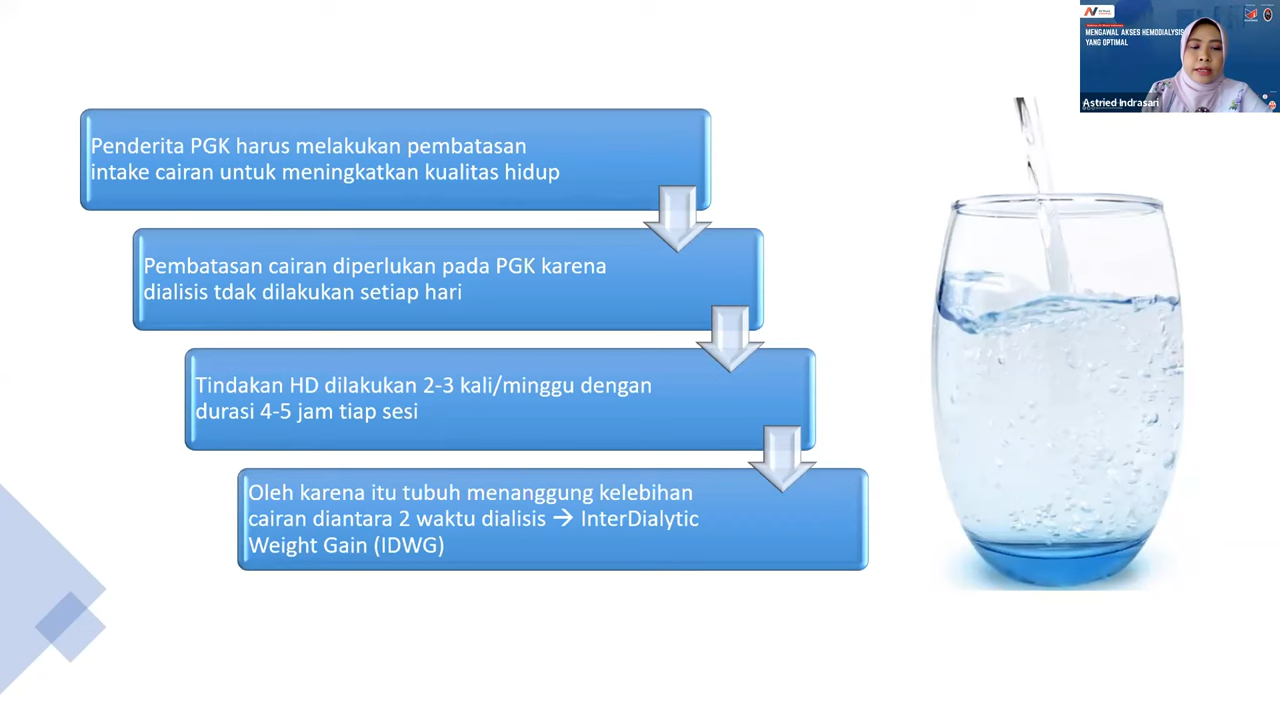 Penderita PGK harus melakukan pembatasan
intake cairan untuk meningkatkan kualitas hidup
Pembatasan cairan diperlukan pada PGK karena
dialisis tdak dilakukan setiap hari
Tindakan HD dilakukan 2-3 kali/minggu dengan
durasi 4-5 jam tiap sesi
Oleh karena itu tubuh menanggung kelebihan
cairan diantara 2 waktu dialisis → InterDialytic
Weight Gain (IDWG)
MENGAWAL AKSES HEMODIALYSIS
YANG OPTIMAL
Astried Indrasari